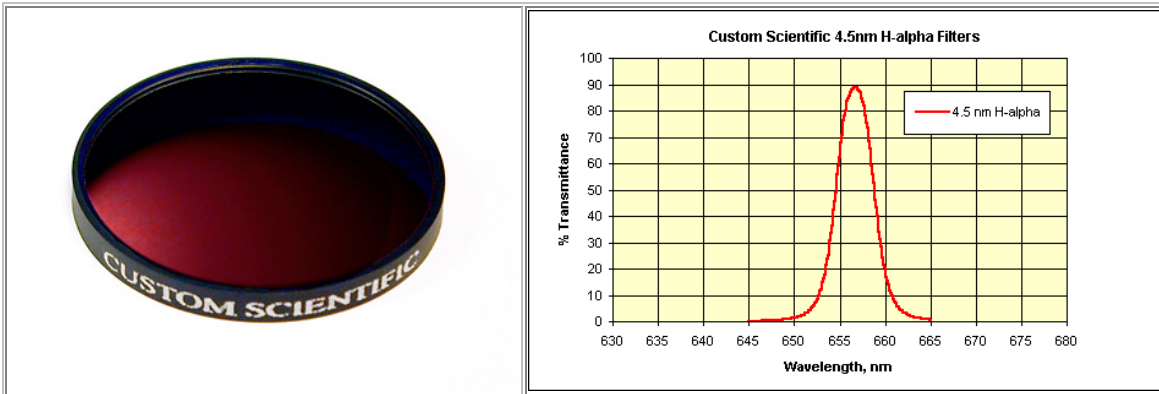 CUSTOM SCIENTIFIC
Custom Scientific 4.5nm H-alpha Filters
100
90
80
70
60
50
40
30
20
10
0
% Transmittance
4.5 nm H-alpha
630 635 640 645 650 655 660 665 670 675 680
Wavelength, nm